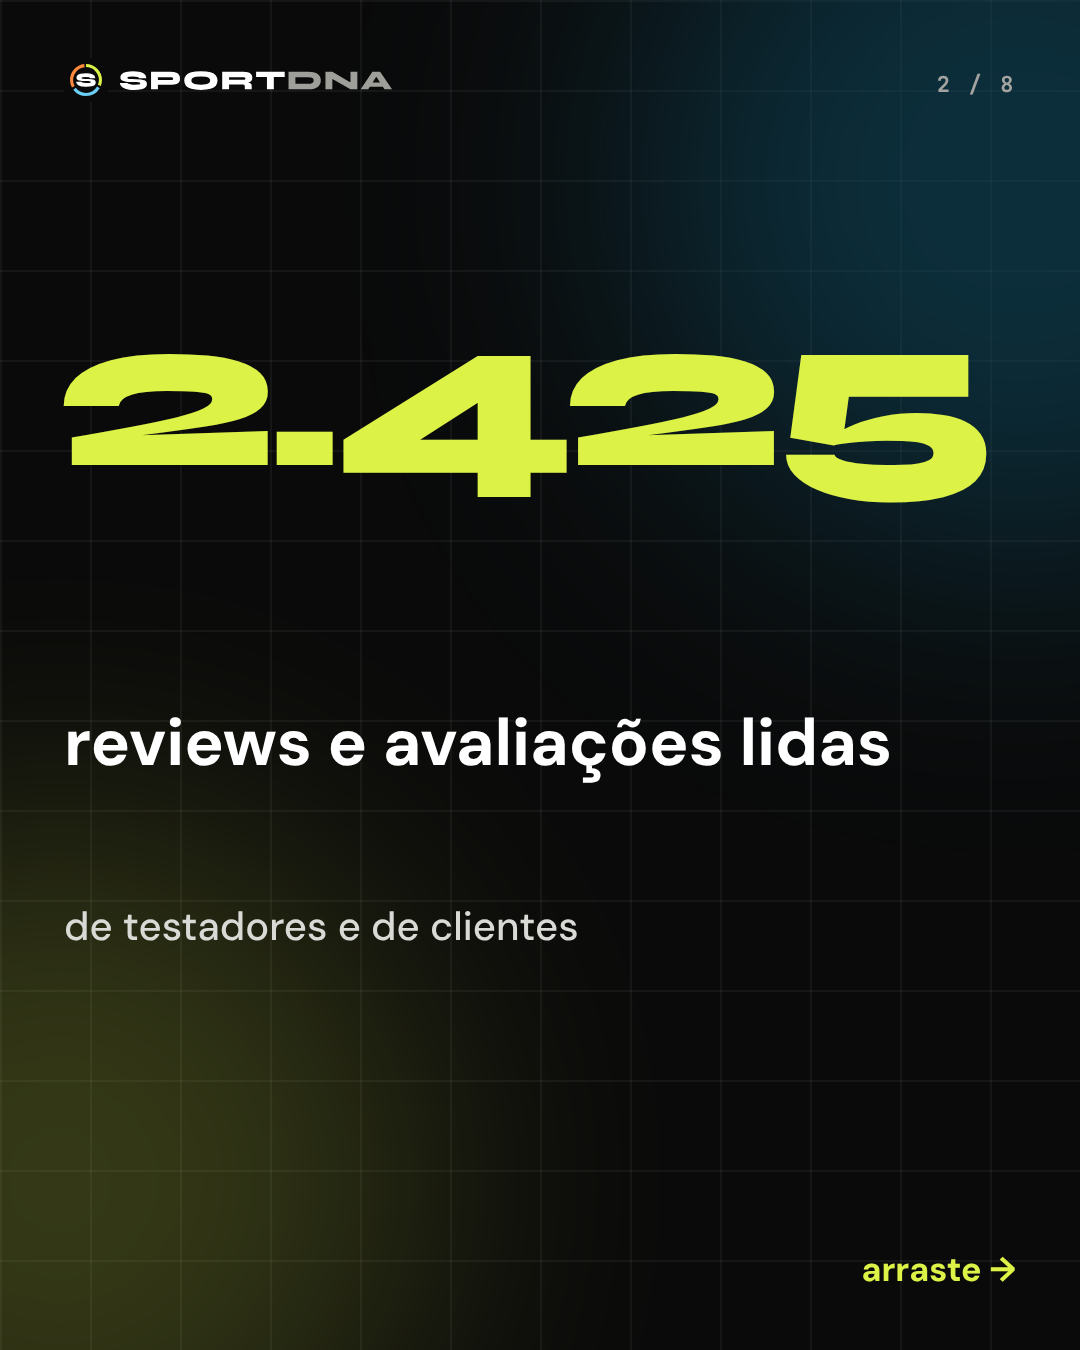 S SPORTDNA
2 / 8
2.425
reviews e avaliações lidas
de testadores e de clientes
arraste →